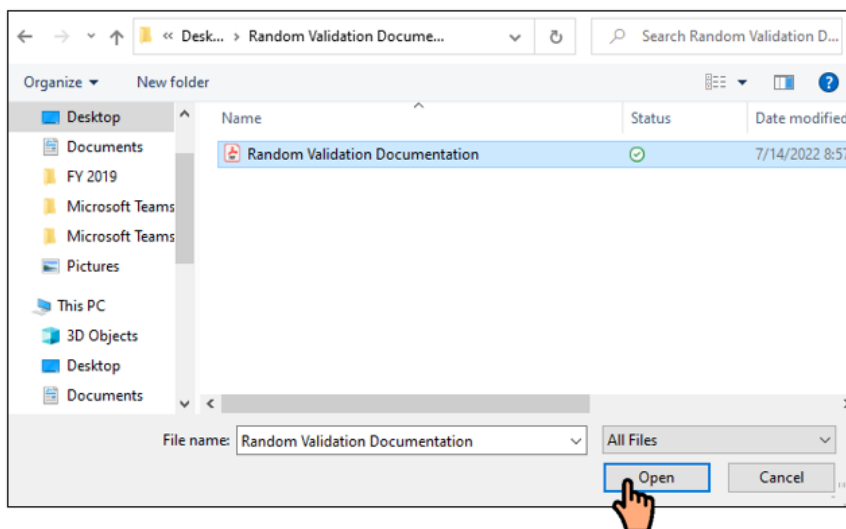 « Desk... › Random Validation Docume...
Search Random Validation D...
Organize
New folder
?
Name
Status
Date modified
Desktop
Documents
FY 2019
Microsoft Teams
Microsoft Teams
Pictures
This PC
3D Objects
Desktop
Documents
Random Validation Documentation
7/14/2022 8:57
File name: Random Validation Documentation
All Files
Open
Cancel